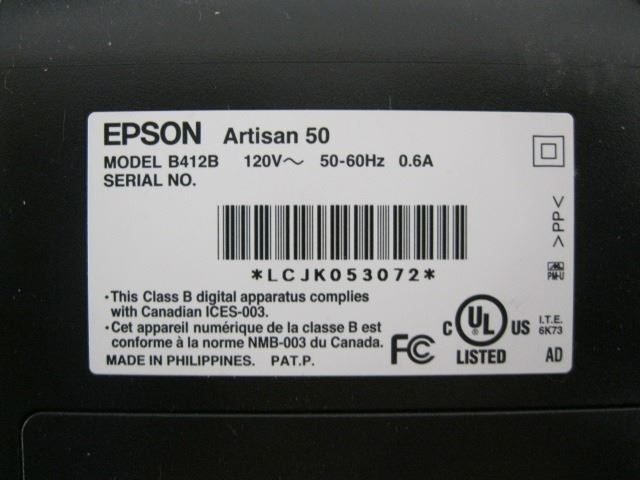 EPSON Artisan 50
MODEL B412B 120V～ 50-60Hz 0.6A
SERIAL NO.
*LCJK053072*
•This Class B digital apparatus complies
with Canadian ICES-003.
•Cet appareil numérique de la classe B est
conforme à la norme NMB-003 du Canada.
MADE IN PHILIPPINES. PAT.P.
FC
C UL US
®
LISTED
I.T.E.
6K73
AD
>PP<
PM-U